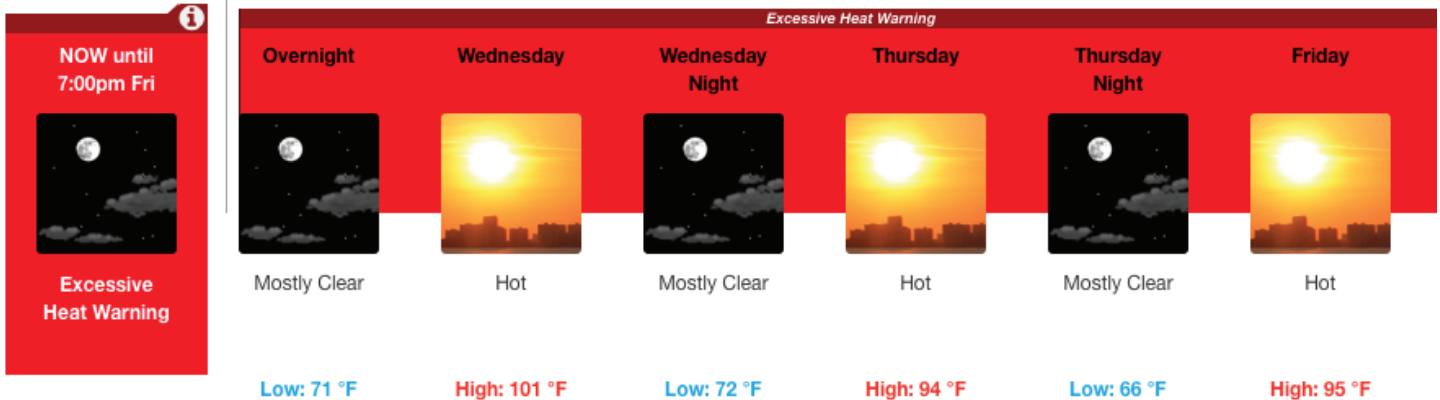 NOW until
7:00pm Fri
Excessive
Heat Warning
Excessive Heat Warning
Overnight
Mostly Clear
Low: 71 °F
Wednesday
Hot
High: 101 °F
Wednesday
Night
Mostly Clear
Low: 72 °F
Thursday
Hot
High: 94 °F
Thursday
Night
Mostly Clear
Low: 66 °F
Friday
Hot
High: 95 °F